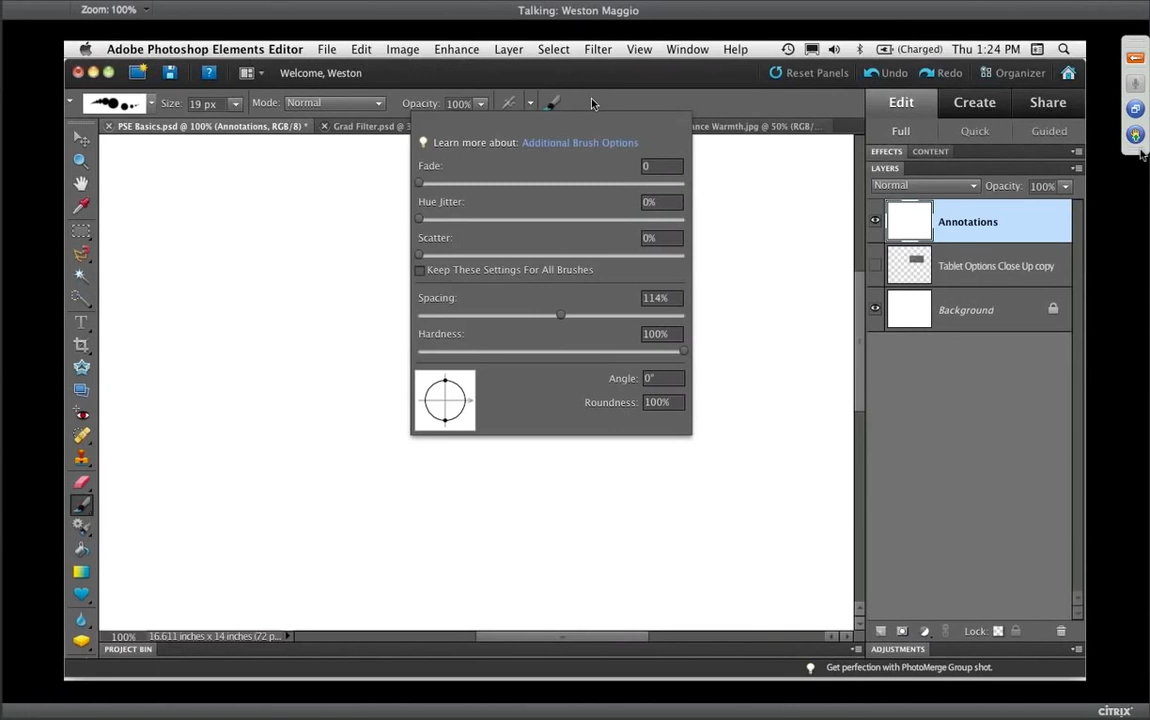 Zoom: 100%
Talking: Weston Maggio
Adobe Photoshop Elements Editor File Edit Image Enhance Layer Select Filter View Window Help (Charged) Thu 1:24 PM
Welcome, Weston Reset Panels Undo Redo Organizer
Size: 19 px Mode: Normal Opacity: 100%
Edit Create Share
PSE Basics.psd @ 100% (Annotations, RGB/8) * Grad Filter.psd @ 3 ance Warmth.jpg @ 50% (RGB/...
Full Quick Guided
Learn more about: Additional Brush Options
Fade: 0
Hue Jitter: 0%
Scatter: 0%
Keep These Settings For All Brushes
Spacing: 114%
Hardness: 100%
Angle: 0°
Roundness: 100%
EFFECTS CONTENT
LAYERS
Normal Opacity: 100%
Annotations
Tablet Options Close Up copy
Background
Lock:
100% 16.611 inches x 14 inches (72 p...
PROJECT BIN ADJUSTMENTS
Get perfection with PhotoMerge Group shot.
CITRIX